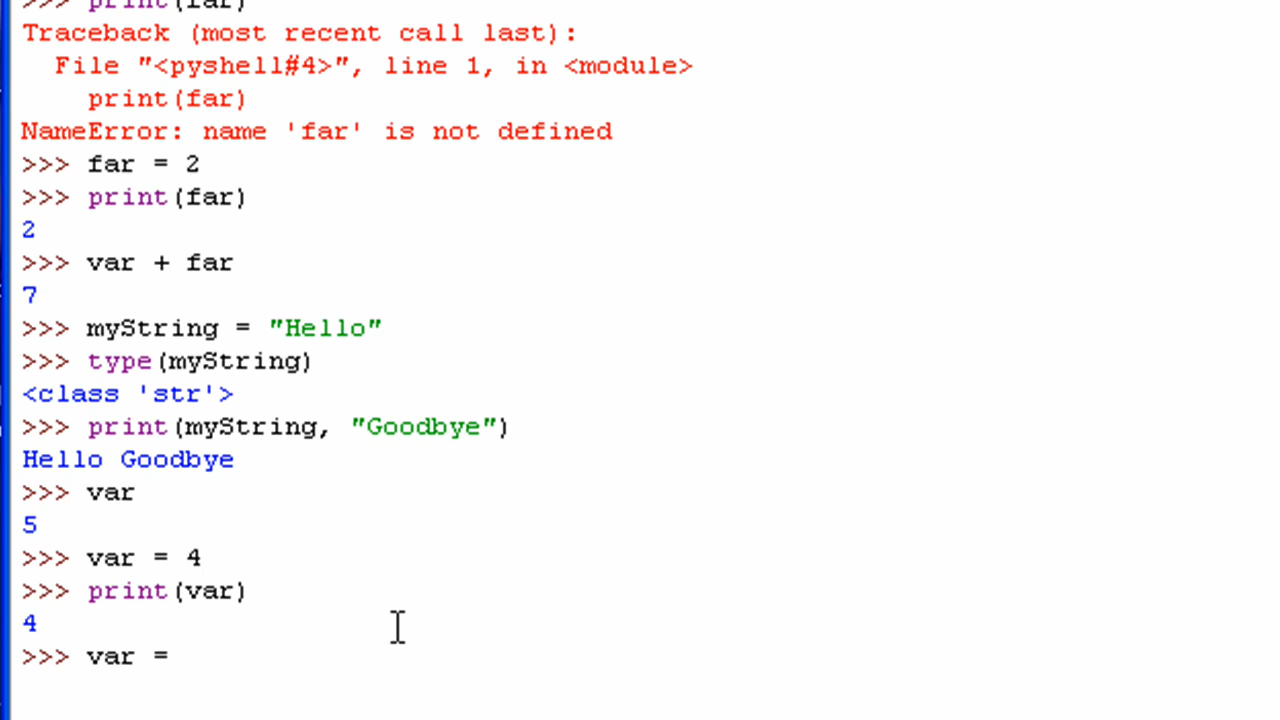 >>> print(far)
Traceback (most recent call last):
  File "<pyshell#4>", line 1, in <module>
    print(far)
NameError: name 'far' is not defined
>>> far = 2
>>> print(far)
2
>>> var + far
7
>>> myString = "Hello"
>>> type(myString)
<class 'str'>
>>> print(myString, "Goodbye")
Hello Goodbye
>>> var
5
>>> var = 4
>>> print(var)
4
>>> var =